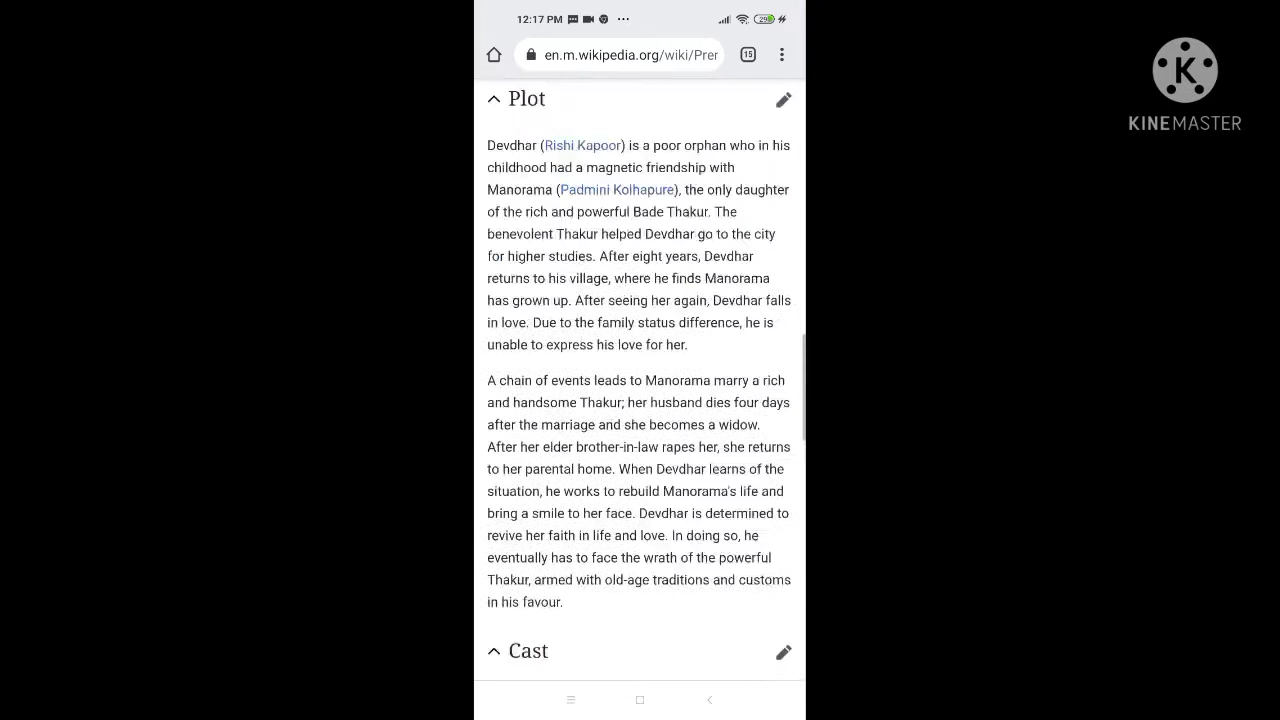 12:17 PM
29
en.m.wikipedia.org/wiki/Prer
15
K
KINEMASTER
Plot
Devdhar (Rishi Kapoor) is a poor orphan who in his
childhood had a magnetic friendship with
Manorama (Padmini Kolhapure), the only daughter
of the rich and powerful Bade Thakur. The
benevolent Thakur helped Devdhar go to the city
for higher studies. After eight years, Devdhar
returns to his village, where he finds Manorama
has grown up. After seeing her again, Devdhar falls
in love. Due to the family status difference, he is
unable to express his love for her.
A chain of events leads to Manorama marry a rich
and handsome Thakur; her husband dies four days
after the marriage and she becomes a widow.
After her elder brother-in-law rapes her, she returns
to her parental home. When Devdhar learns of the
situation, he works to rebuild Manorama's life and
bring a smile to her face. Devdhar is determined to
revive her faith in life and love. In doing so, he
eventually has to face the wrath of the powerful
Thakur, armed with old-age traditions and customs
in his favour.
Cast